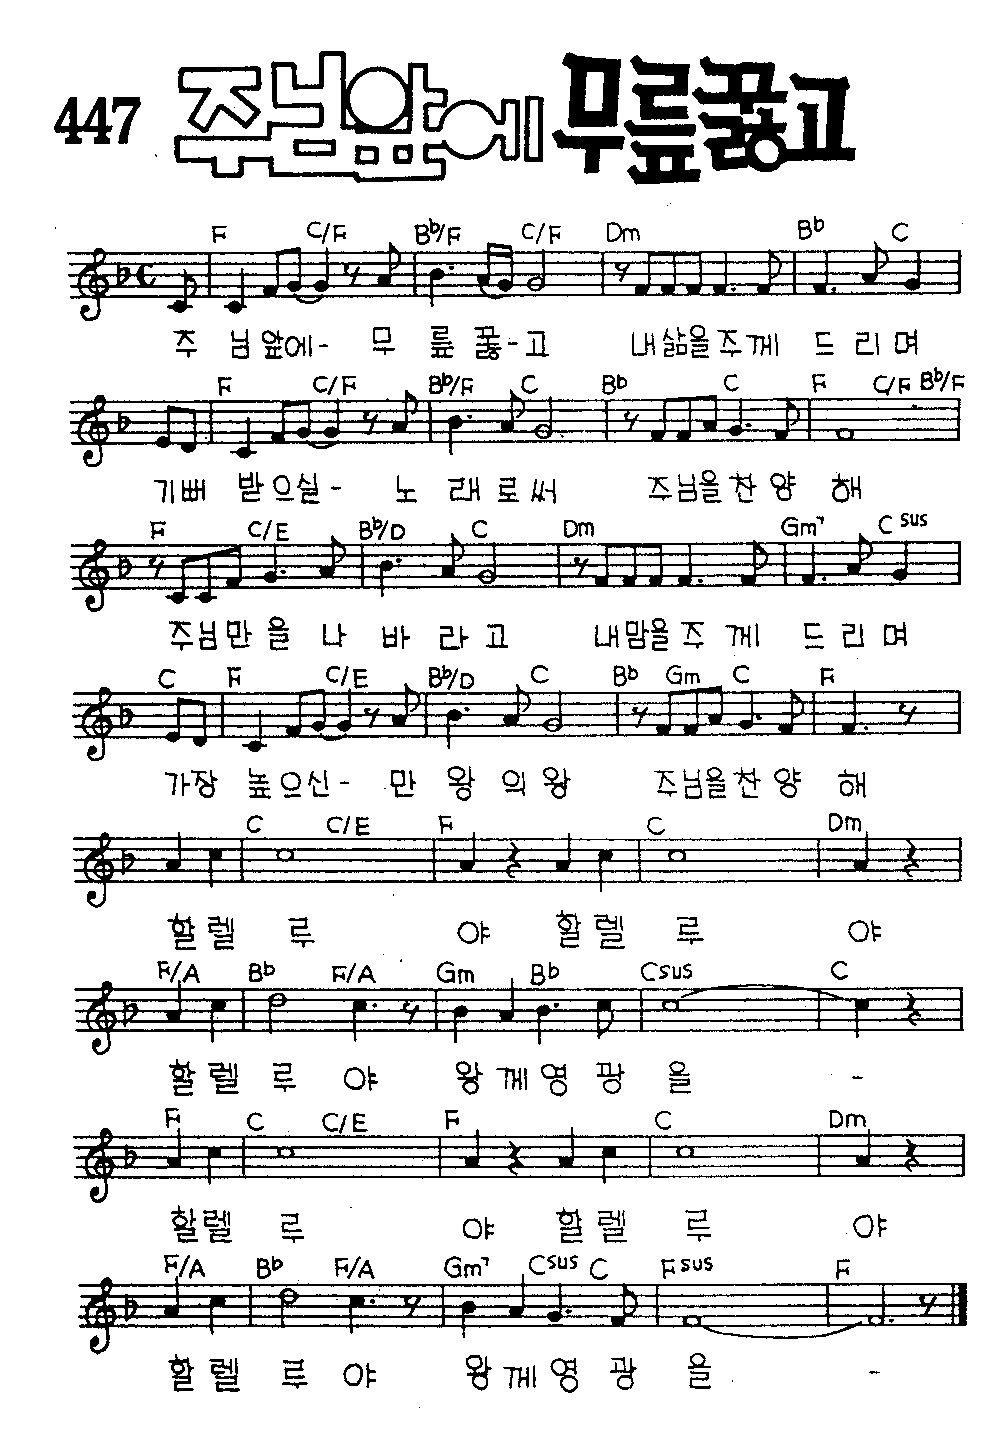 447 주님앞에 무릎꿇고
F C/F B♭/F C/F Dm B♭ C
주 님앞에- 무 릎 꿇-고 내삶을주께 드리며
F C/F B♭/F C B♭ C F C/F B♭/F
기뻐 받으실- 노 래로써 주님을찬양 해
F C/E B♭/D C Dm Gm7 Csus
주님만을 나 바 라고 내맘을주 께 드리며
C F C/E B♭/D C B♭ Gm C F
가장 높으신- 만 왕 의왕 주님을찬양 해
C C/E F C Dm
할렐 루 야 할렐 루 야
F/A B♭ F/A Gm B♭ Csus C
할렐 루 야 왕께영 광 을 -
F C C/E F C Dm
할렐 루 야 할렐 루 야
F/A B♭ F/A Gm7 Csus C Fsus F
할렐 루 야 왕께영 광 을 -